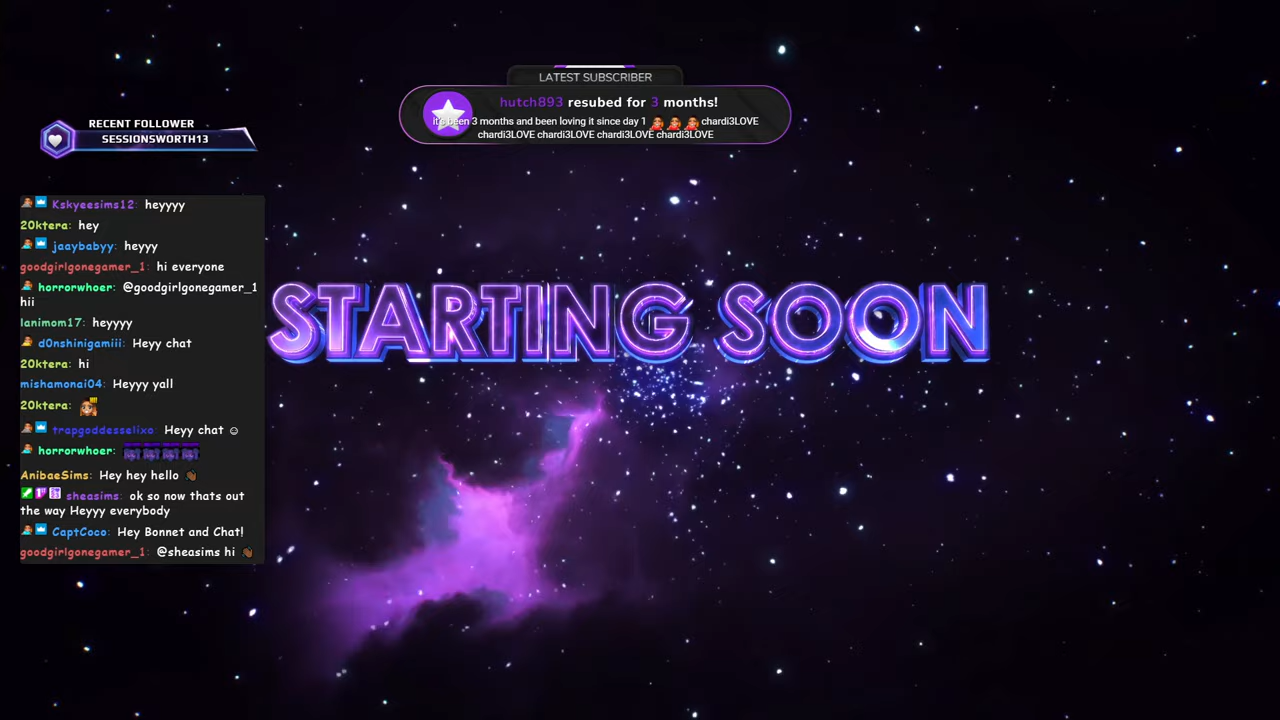 LATEST SUBSCRIBER
hutch893 resubed for 3 months!
it's been 3 months and been loving it since day 1 chardi3LOVE
chardi3LOVE chardi3LOVE chardi3LOVE chardi3LOVE
RECENT FOLLOWER
SESSIONSWORTH13
Kskyeesims12: heyyyy
20ktera: hey
jaaybabyy: heyyy
goodgirlgonegamer_1: hi everyone
horrorwhoer: @goodgirlgonegamer_1
hii
lanimom17: heyyyy
d0nshinigamiii: Heyy chat
20ktera: hi
mishamonai04: Heyyy yall
20ktera:
trapgoddesselixo: Heyy chat ☺
horrorwhoer:
AnibaeSims: Hey hey hello 👋🏾
sheasims: ok so now thats out
the way Heyyy everybody
CaptCoco: Hey Bonnet and Chat!
goodgirlgonegamer_1: @sheasims hi 👋🏾
STARTING SOON